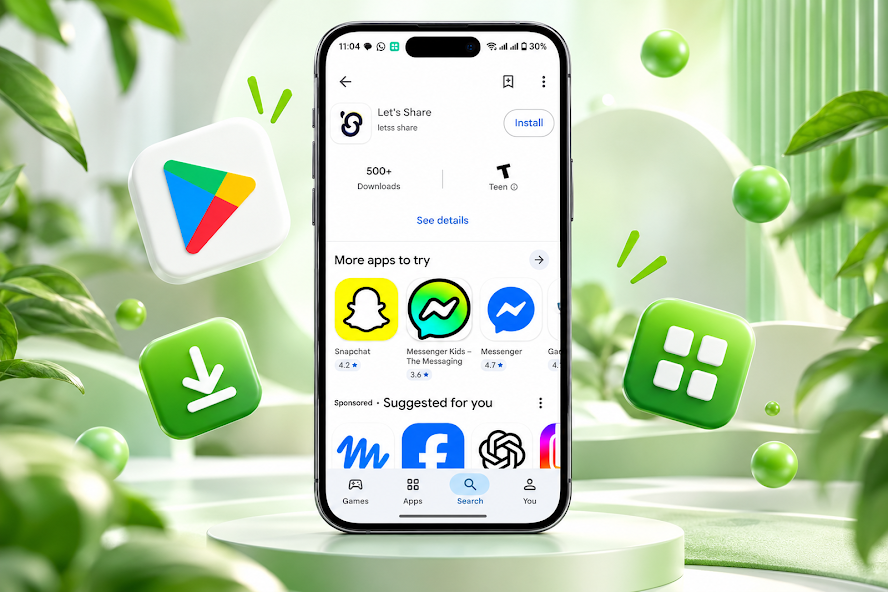 11:04
30%
Let's Share
letss share
Install
500+
Downloads
Teen
See details
More apps to try
Snapchat
4.2 ★
Messenger Kids –
The Messaging
3.6 ★
Messenger
4.7 ★
4.
Sponsored • Suggested for you
Games
Apps
Search
You